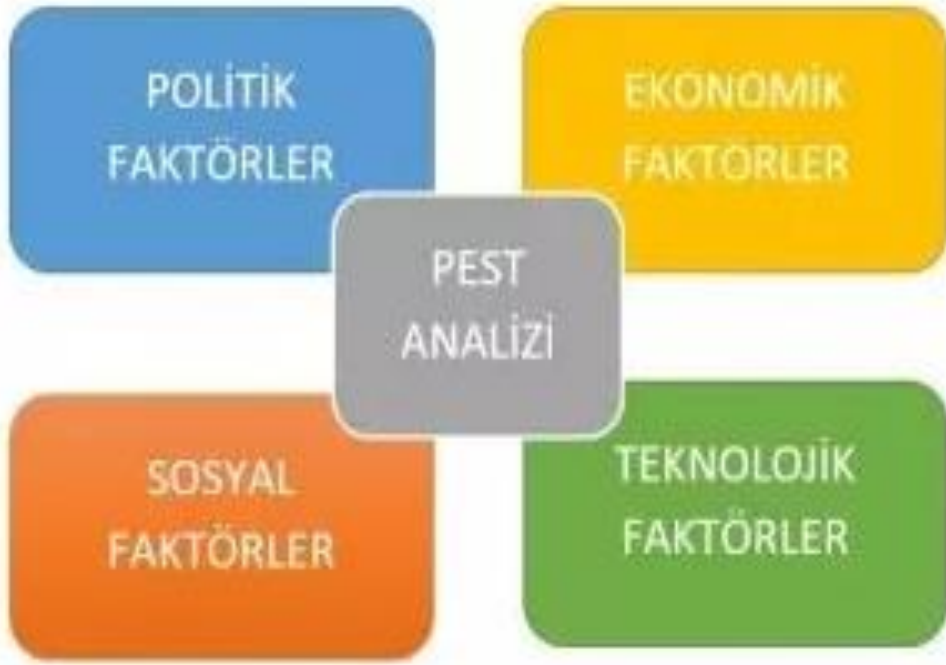 POLİTİK
FAKTÖRLER
EKONOMİK
FAKTÖRLER
PEST
ANALİZİ
SOSYAL
FAKTÖRLER
TEKNOLOJİK
FAKTÖRLER